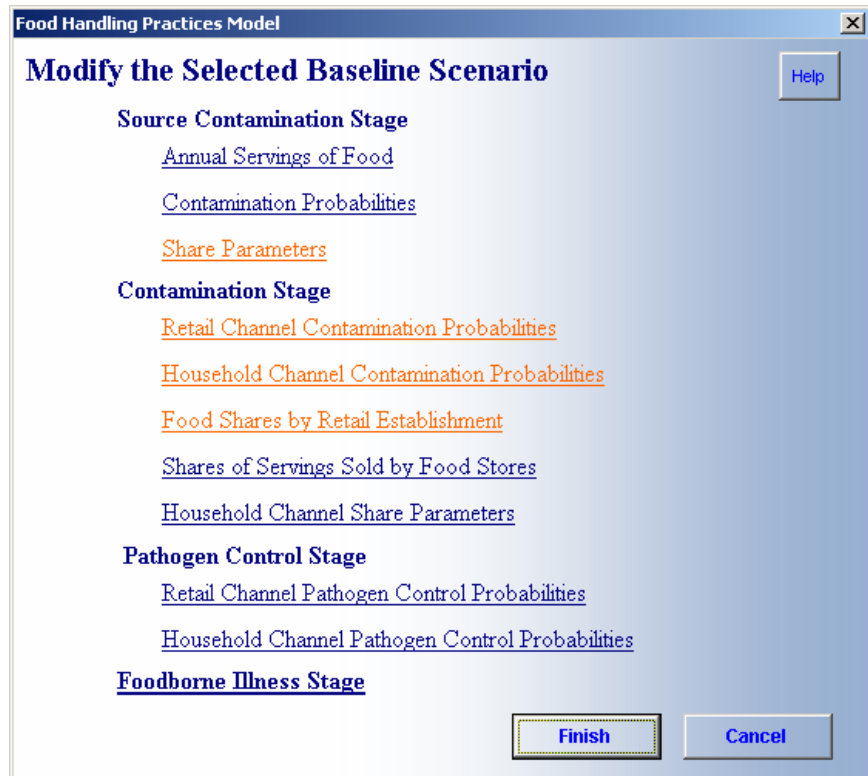 Food Handling Practices Model
Modify the Selected Baseline Scenario
Help
Source Contamination Stage
Annual Servings of Food
Contamination Probabilities
Share Parameters
Contamination Stage
Retail Channel Contamination Probabilities
Household Channel Contamination Probabilities
Food Shares by Retail Establishment
Shares of Servings Sold by Food Stores
Household Channel Share Parameters
Pathogen Control Stage
Retail Channel Pathogen Control Probabilities
Household Channel Pathogen Control Probabilities
Foodborne Illness Stage
Finish Cancel